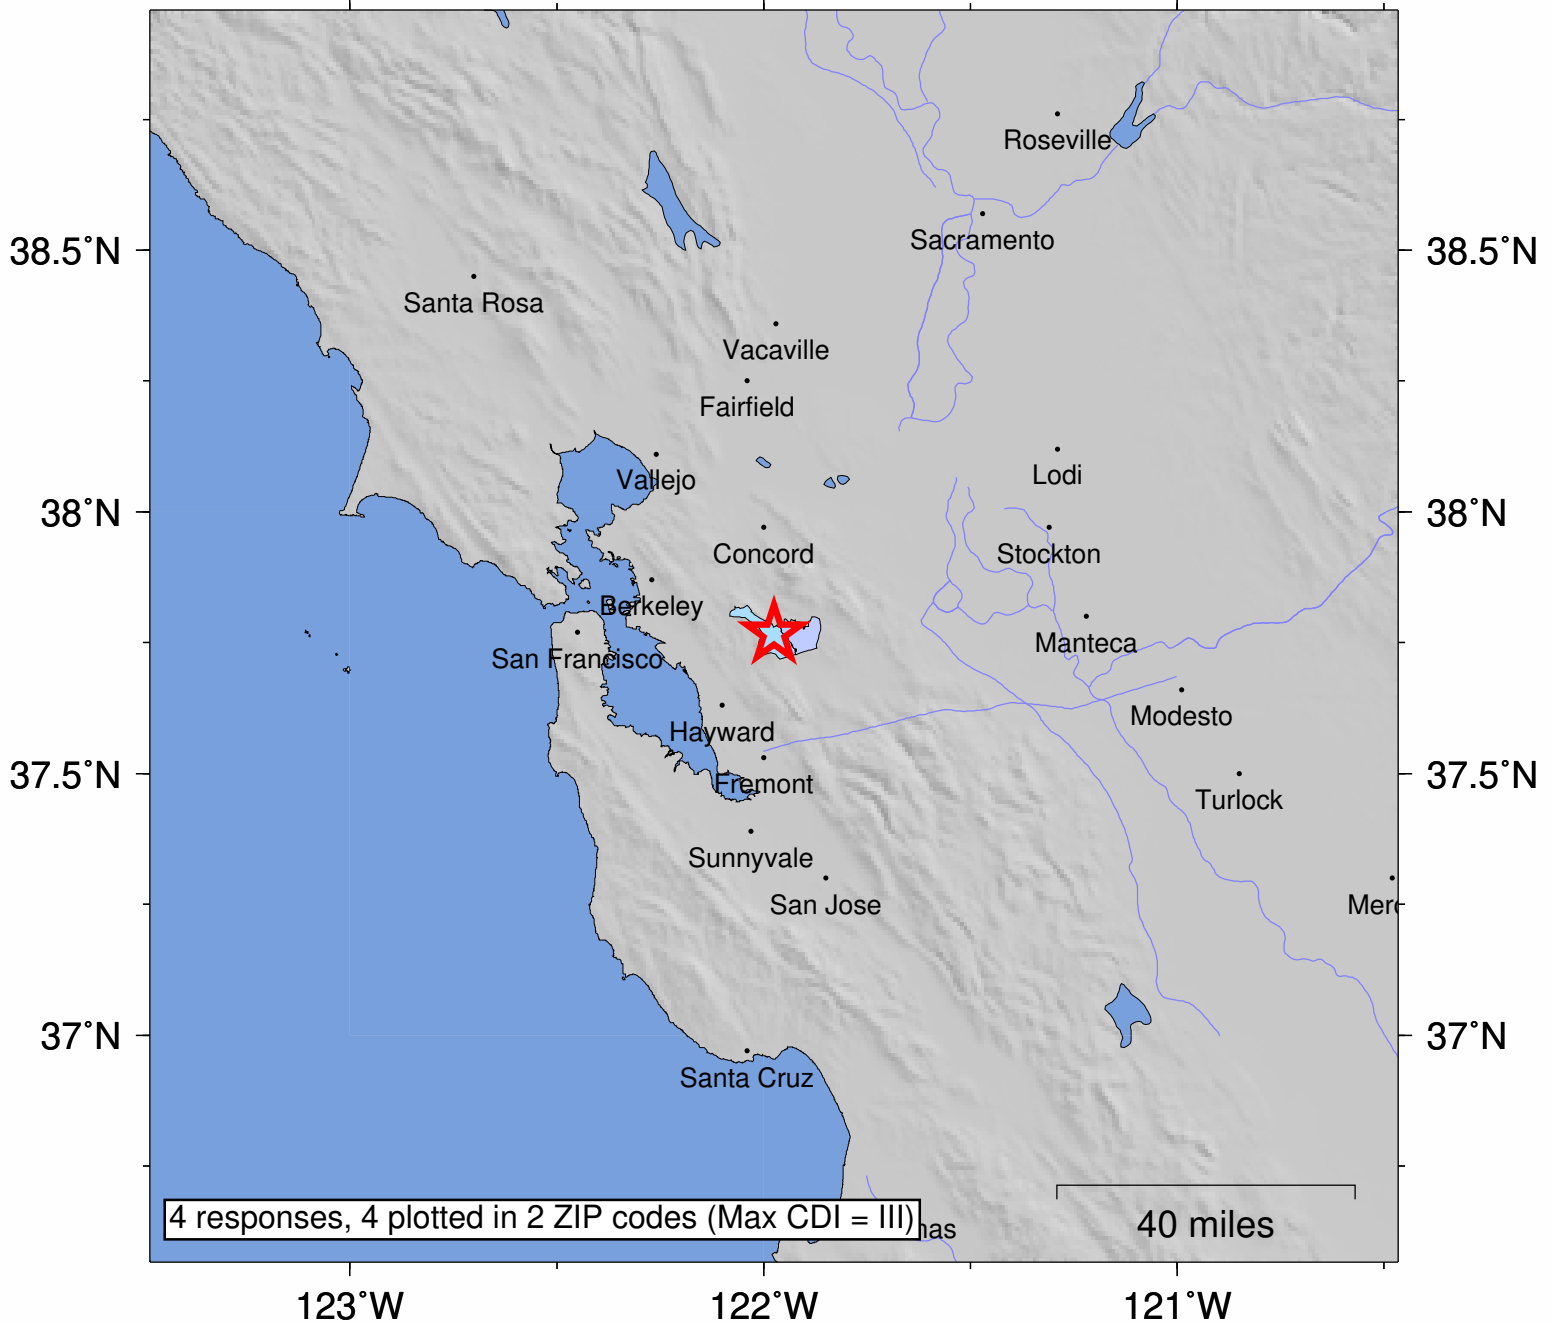 Roseville
38.5°N
Sacramento
38.5°N
Santa Rosa
Vacaville
Fairfield
Vallejo
Lodi
38°N
38°N
Concord
Stockton
Berkeley
Manteca
San Francisco
Modesto
Hayward
37.5°N
Fremont
37.5°N
Turlock
Sunnyvale
San Jose
Merc
37°N
37°N
Santa Cruz
4 responses, 4 plotted in 2 ZIP codes (Max CDI = III)
nas
40 miles
123°W
122°W
121°W